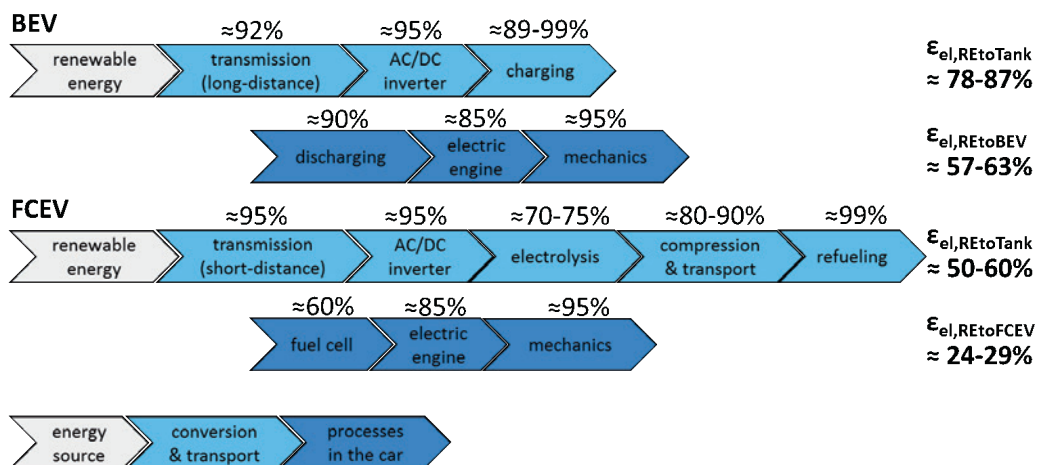 BEV
≈92%
≈95%
≈89-99%
renewable
energy
transmission
(long-distance)
AC/DC
inverter
charging
εel,REtoTank
≈ 78-87%
≈90%
≈85%
≈95%
discharging
electric
engine
mechanics
εel,REtoBEV
≈ 57-63%
FCEV
≈95%
≈95%
≈70-75%
≈80-90%
≈99%
renewable
energy
transmission
(short-distance)
AC/DC
inverter
electrolysis
compression
& transport
refueling
εel,REtoTank
≈ 50-60%
≈60%
≈85%
≈95%
fuel cell
electric
engine
mechanics
εel,REtoFCEV
≈ 24-29%
energy
source
conversion
& transport
processes
in the car